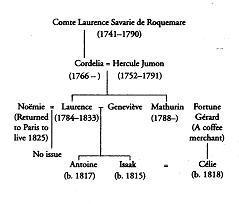 Comte Laurence Savarie de Roquemare
(1741–1790)
Cordelia = Hercule Jumon
(1766– ) (1752–1791)
Noëmie = Laurence Geneviève Mathurin Fortune
(Returned (1784–1833) (1788–) Gérard
to Paris to (A coffee
live 1825) merchant)
No issue
Antoine Isaak = Célie
(b. 1817) (b. 1815) (b. 1818)